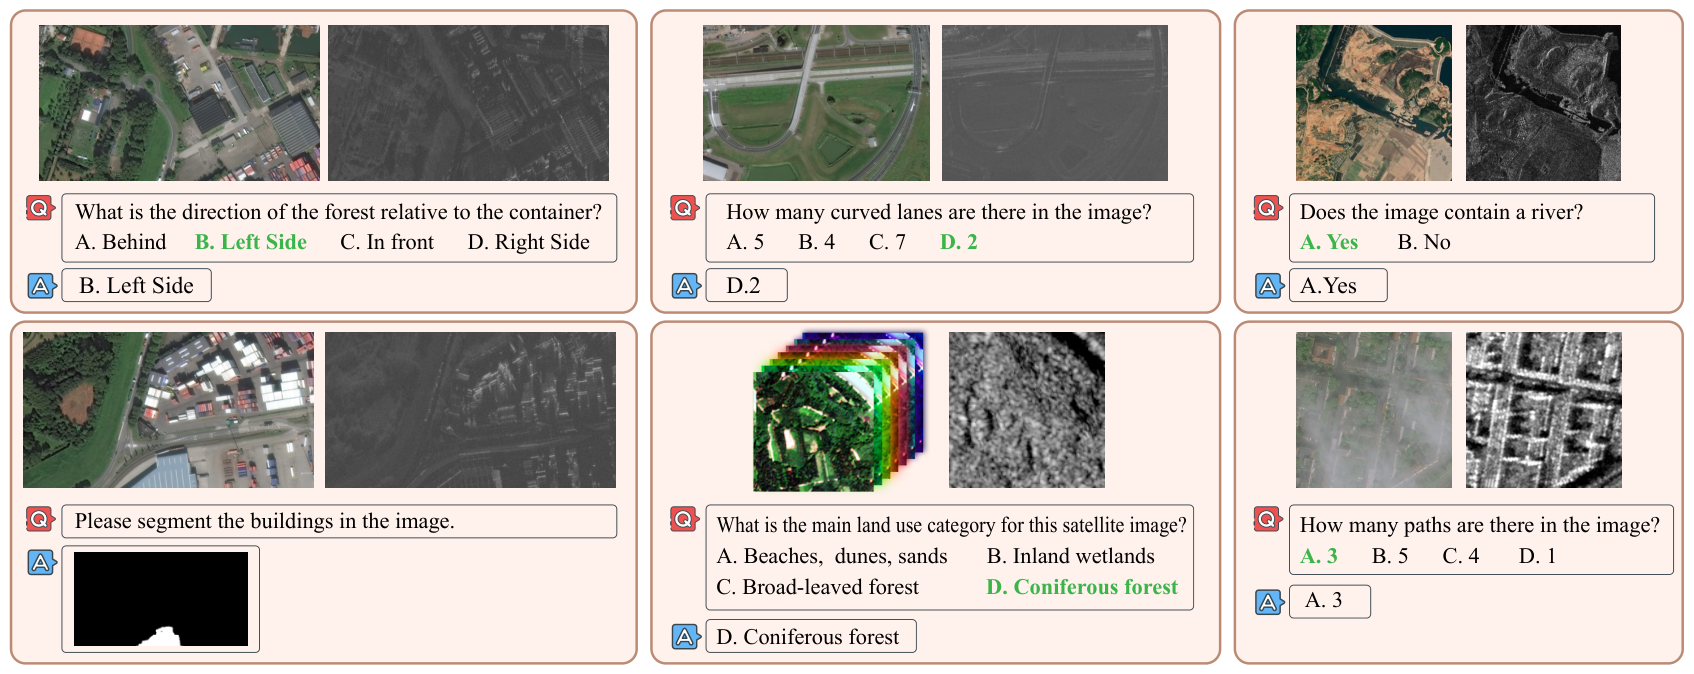 Q What is the direction of the forest relative to the container?
A. Behind B. Left Side C. In front D. Right Side
A B. Left Side
Q How many curved lanes are there in the image?
A. 5 B. 4 C. 7 D. 2
A D.2
Q Does the image contain a river?
A. Yes B. No
A A.Yes
Q Please segment the buildings in the image.
A
Q What is the main land use category for this satellite image?
A. Beaches, dunes, sands B. Inland wetlands
C. Broad-leaved forest D. Coniferous forest
A D. Coniferous forest
Q How many paths are there in the image?
A. 3 B. 5 C. 4 D. 1
A A. 3